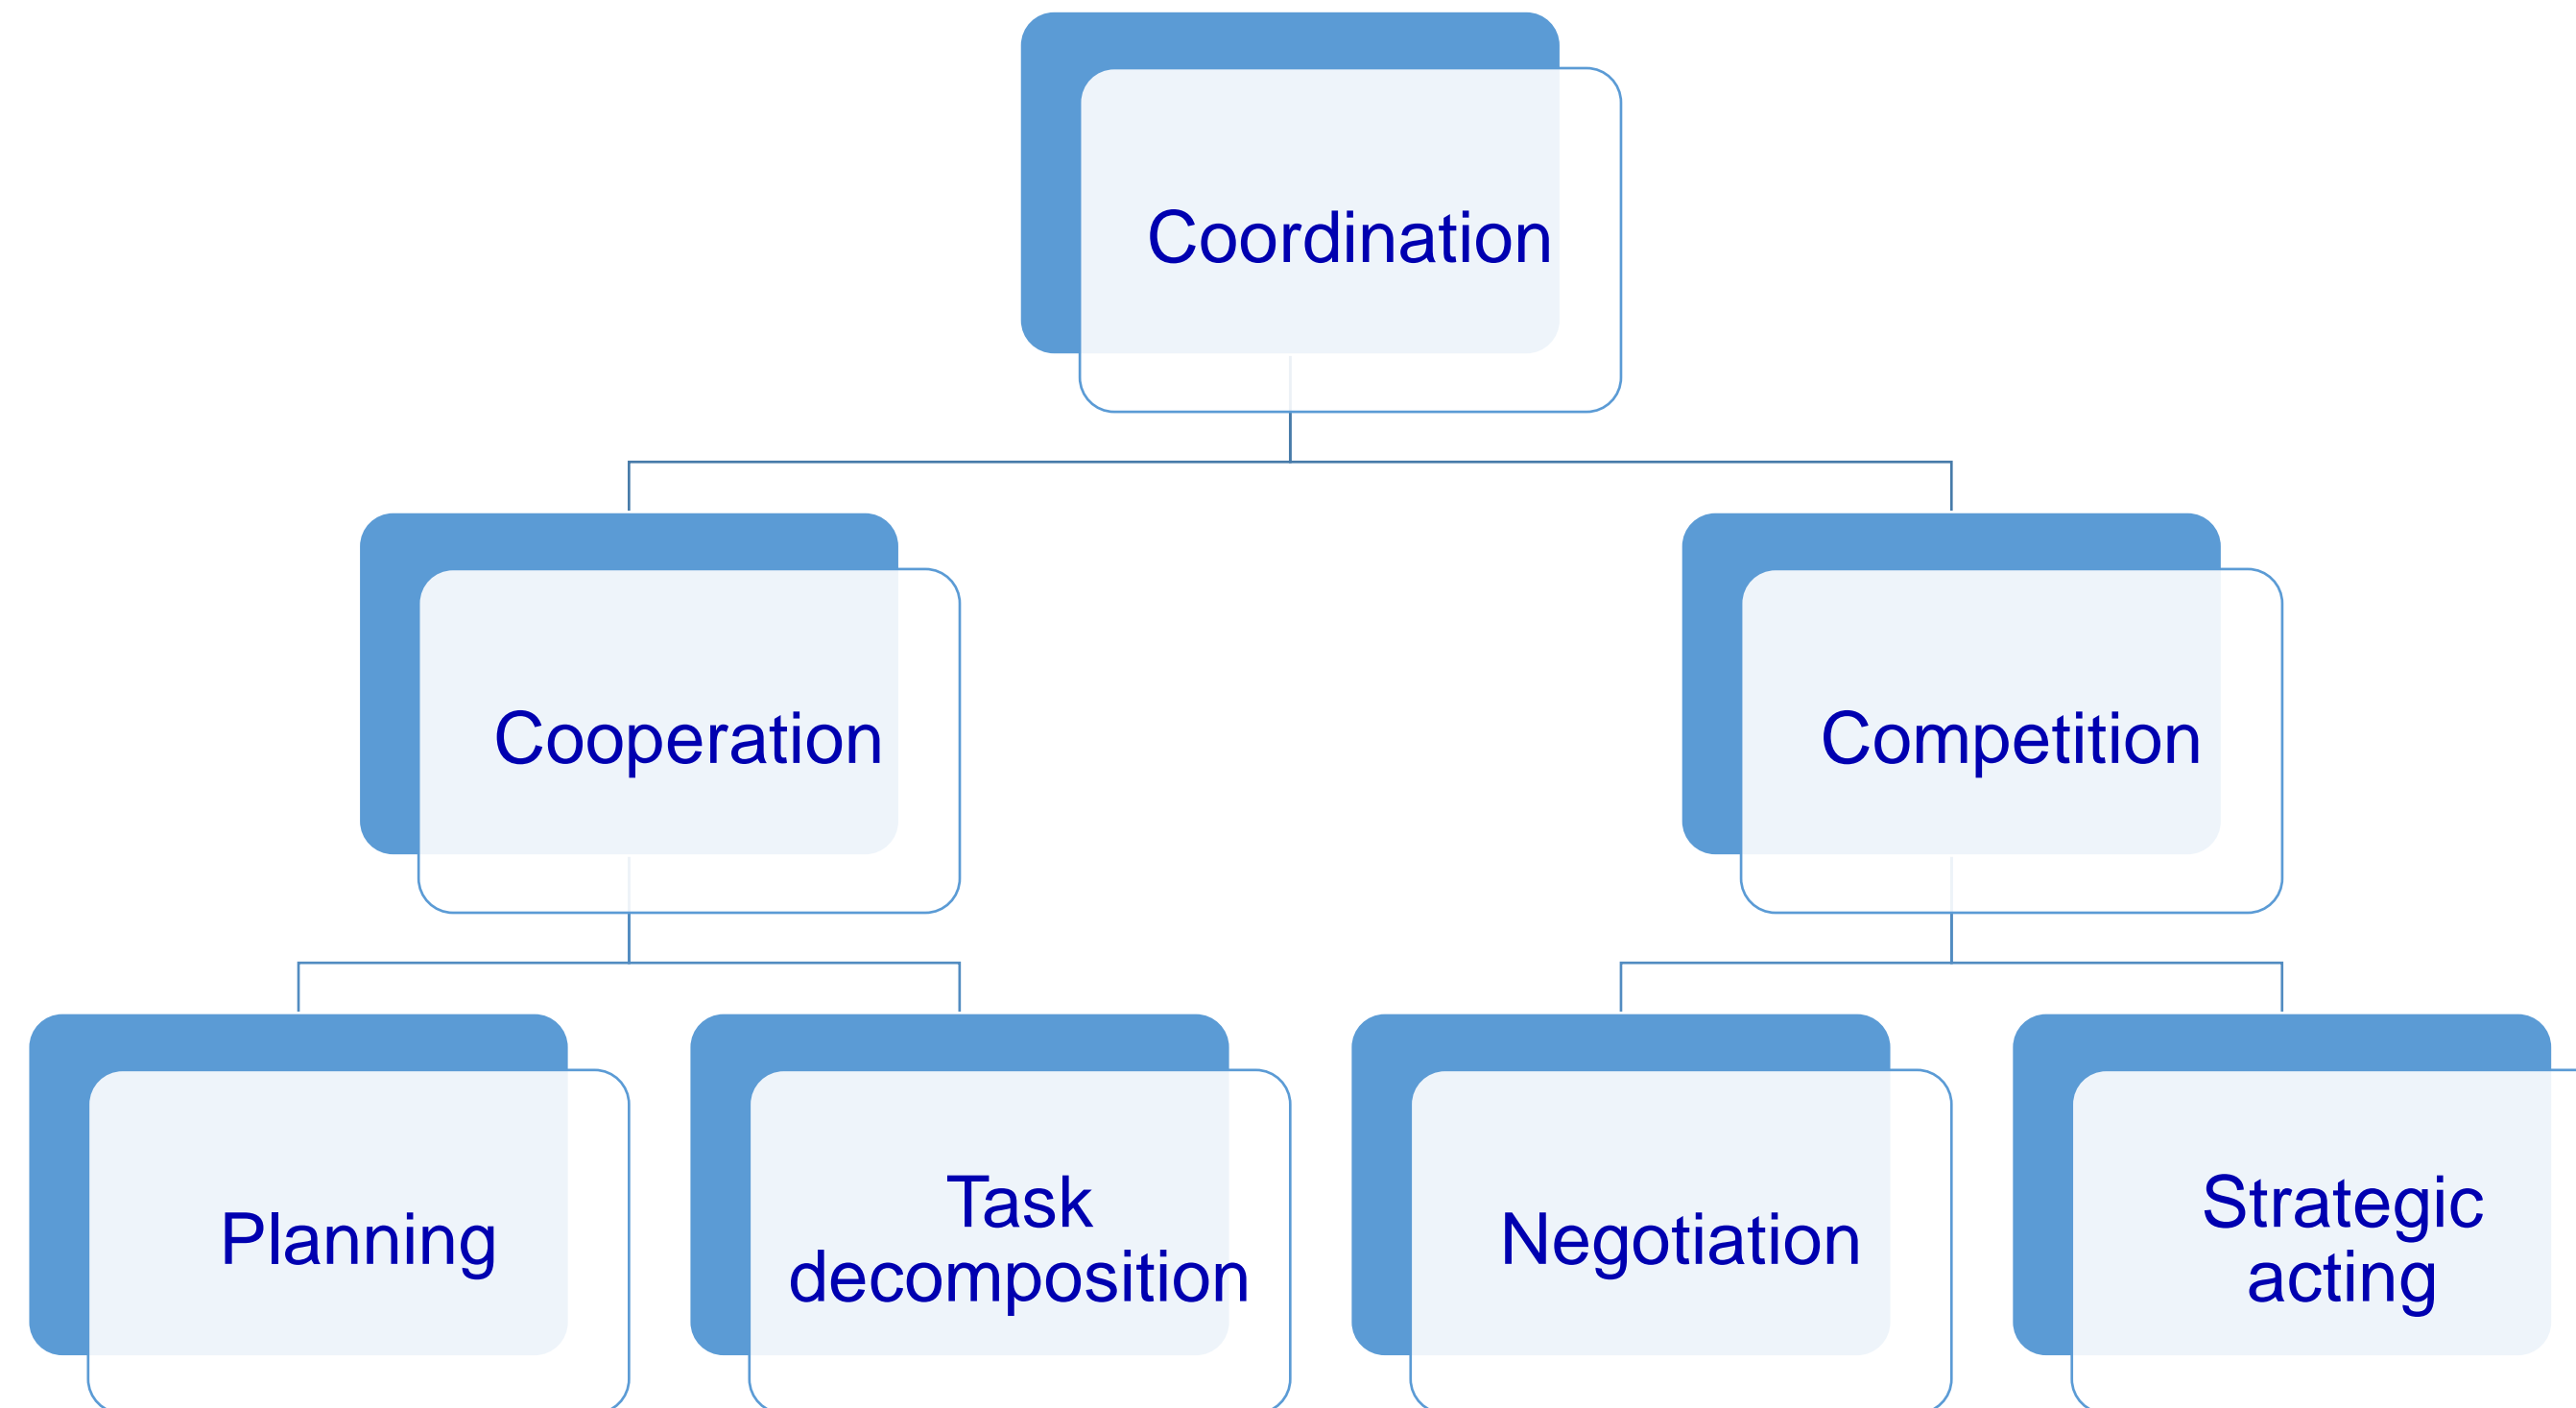 Coordination
Cooperation
Competition
Planning
Task
decomposition
Negotiation
Strategic
acting